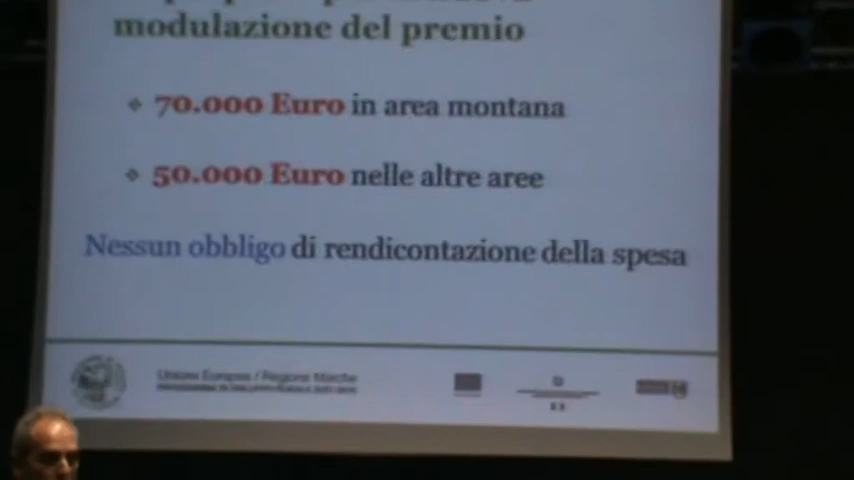 modulazione del premio
❖ 70.000 Euro in area montana
❖ 50.000 Euro nelle altre aree
Nessun obbligo di rendicontazione della spesa
Unione Europea / Regione Marche